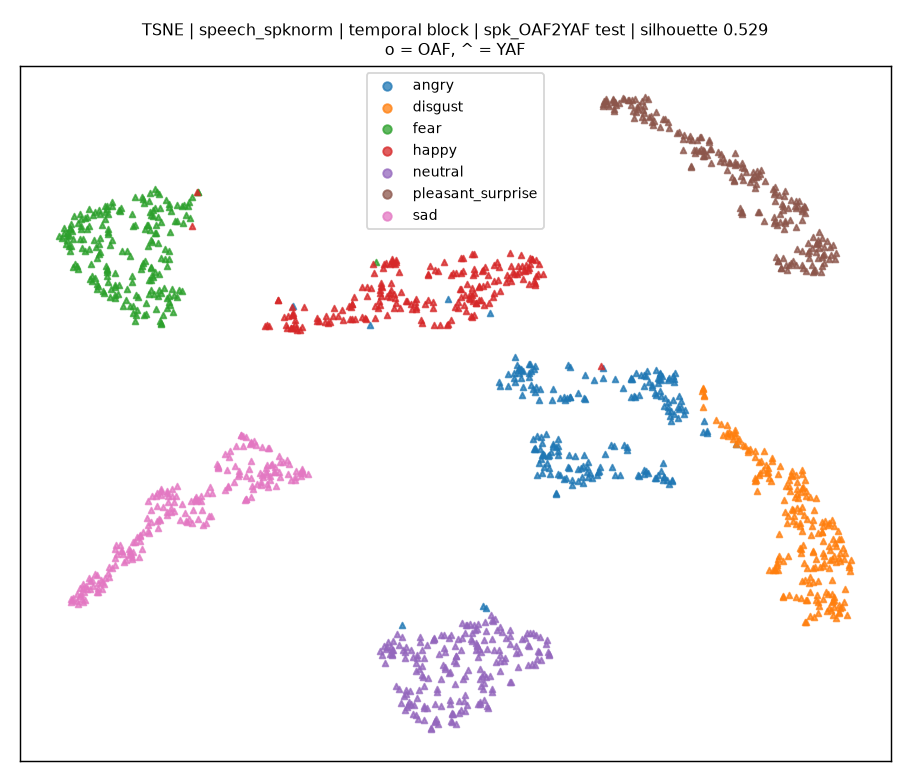 TSNE | speech_spknorm | temporal block | spk_OAF2YAF test | silhouette 0.529
o = OAF, ^ = YAF
angry
disgust
fear
happy
neutral
pleasant_surprise
sad